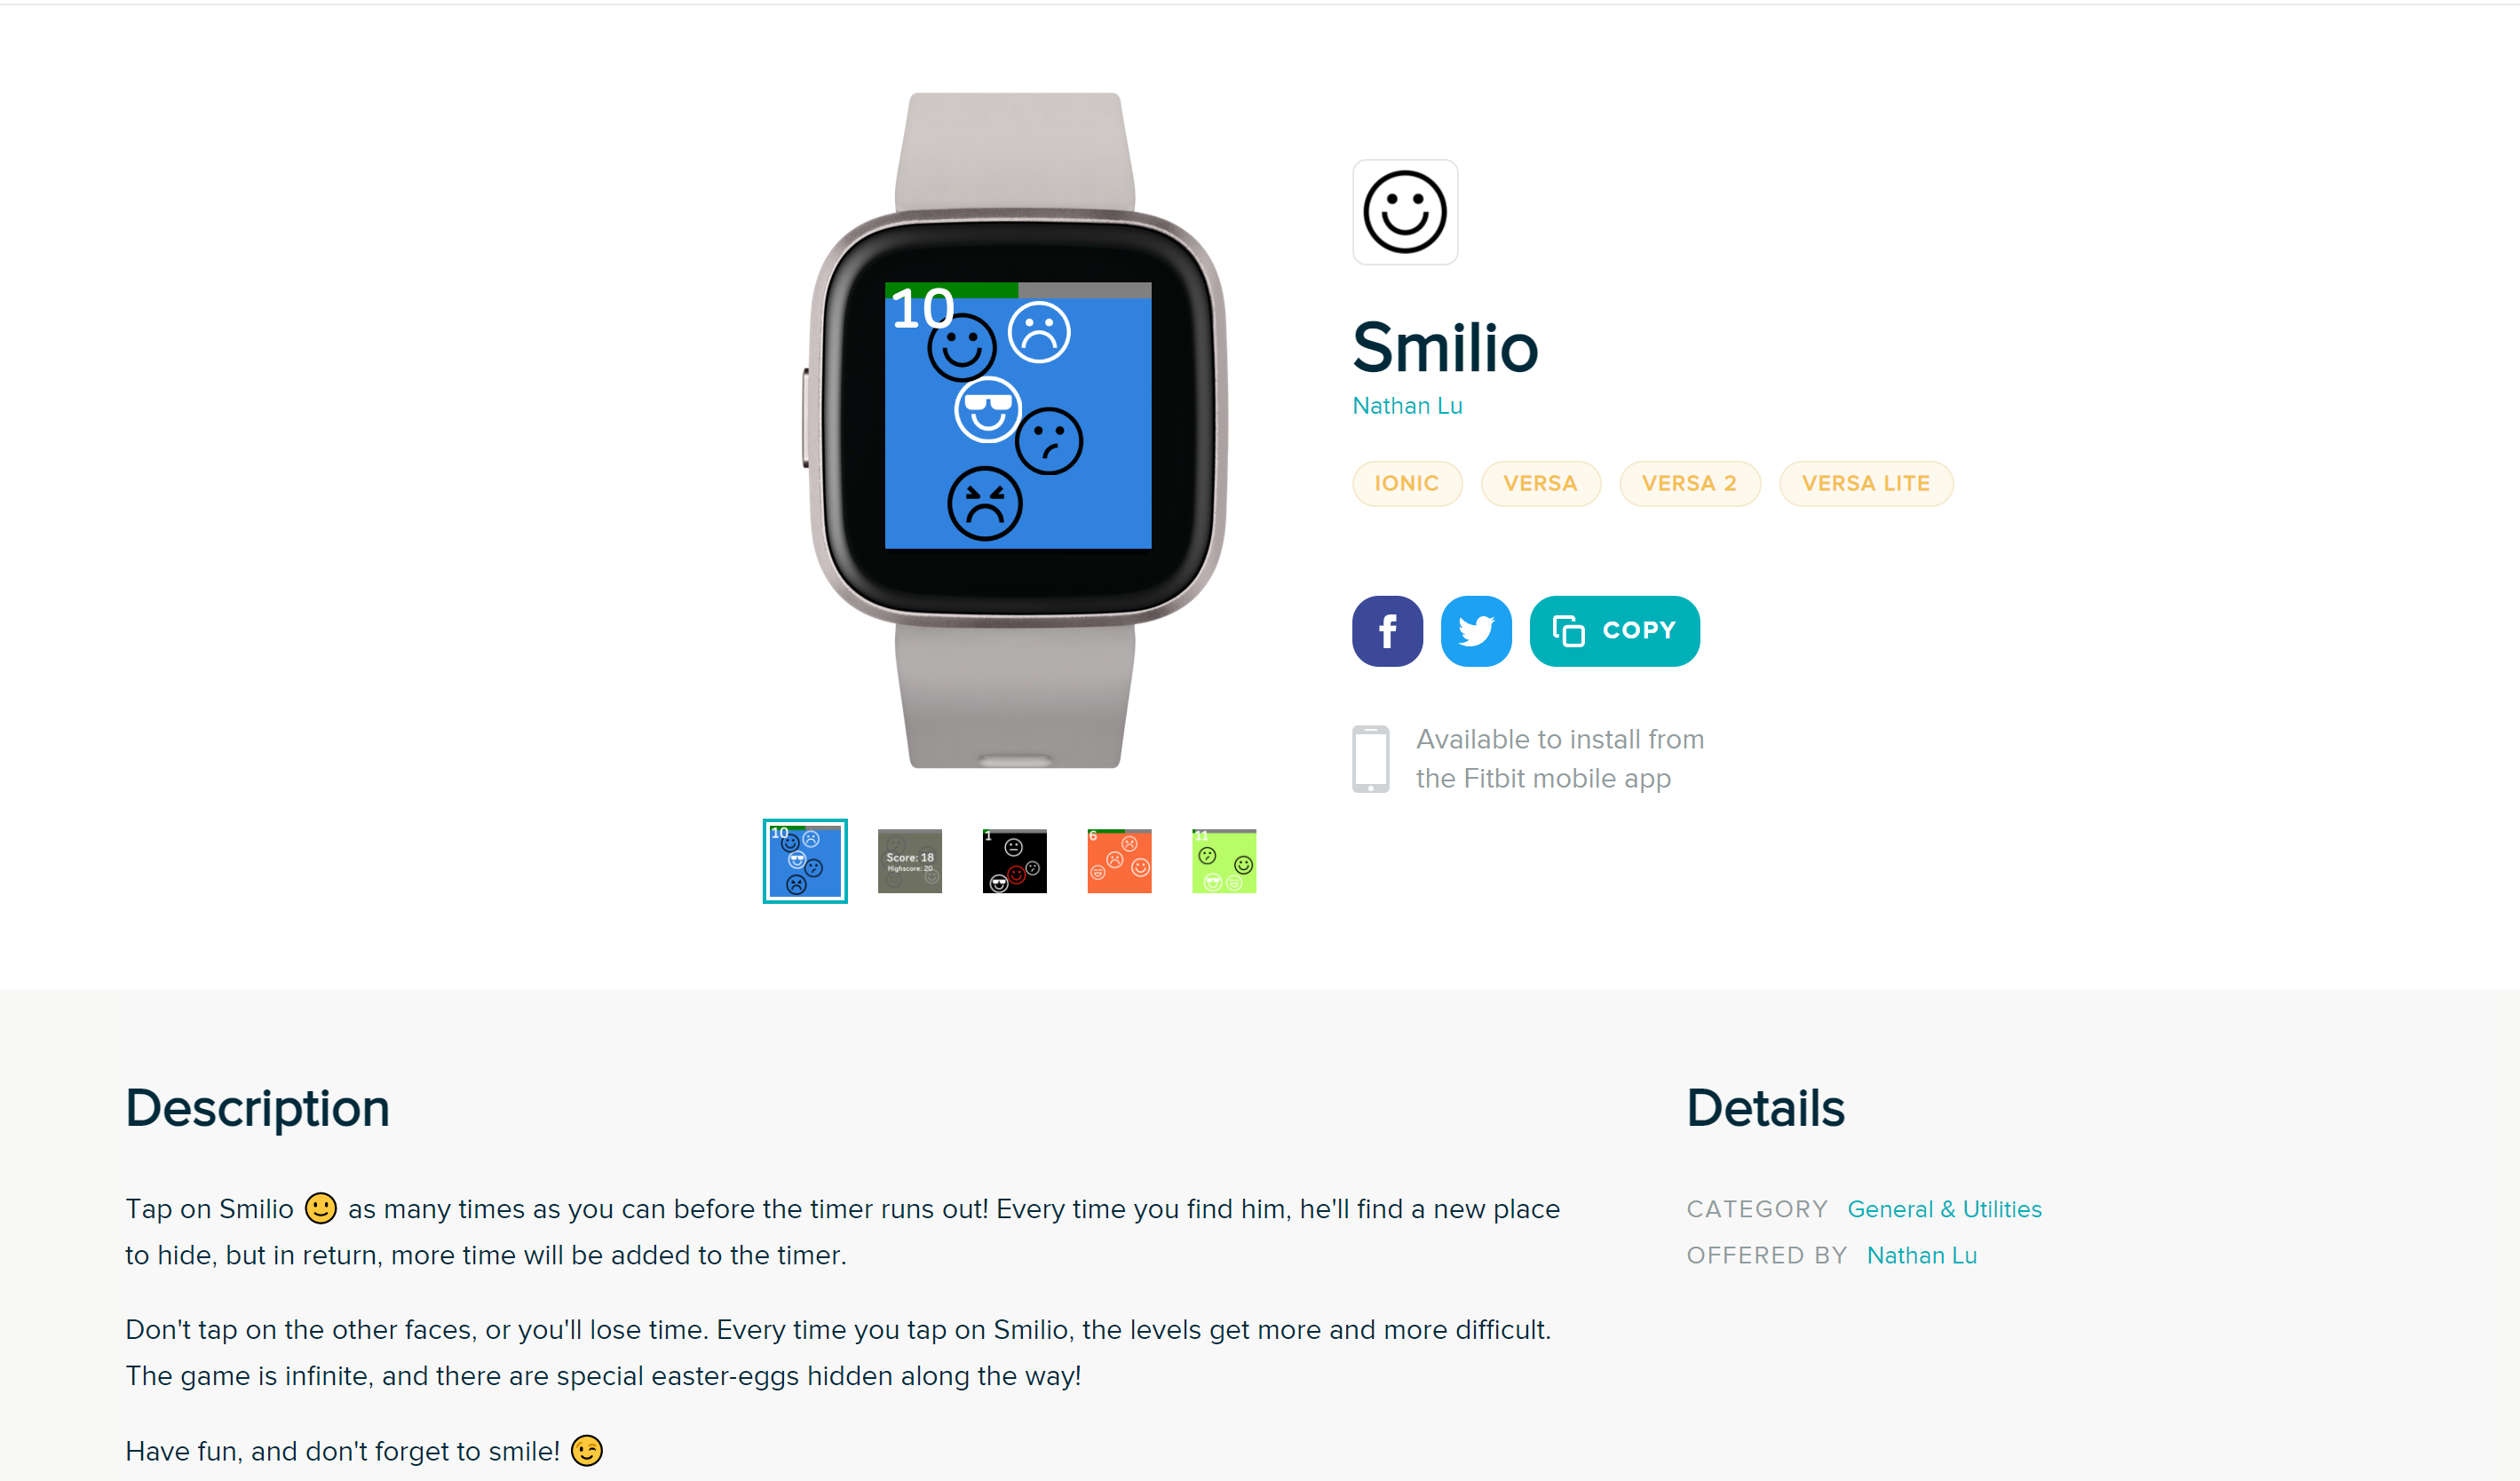 10
Smilio
Nathan Lu
IONIC
VERSA
VERSA 2
VERSA LITE
f
COPY
Available to install from
the Fitbit mobile app
10
Score: 18
Highscore: 20
1
6
11
Description
Tap on Smilio 🙂 as many times as you can before the timer runs out! Every time you find him, he'll find a new place
to hide, but in return, more time will be added to the timer.
Don't tap on the other faces, or you'll lose time. Every time you tap on Smilio, the levels get more and more difficult.
The game is infinite, and there are special easter-eggs hidden along the way!
Have fun, and don't forget to smile! 😉
Details
CATEGORY General & Utilities
OFFERED BY Nathan Lu